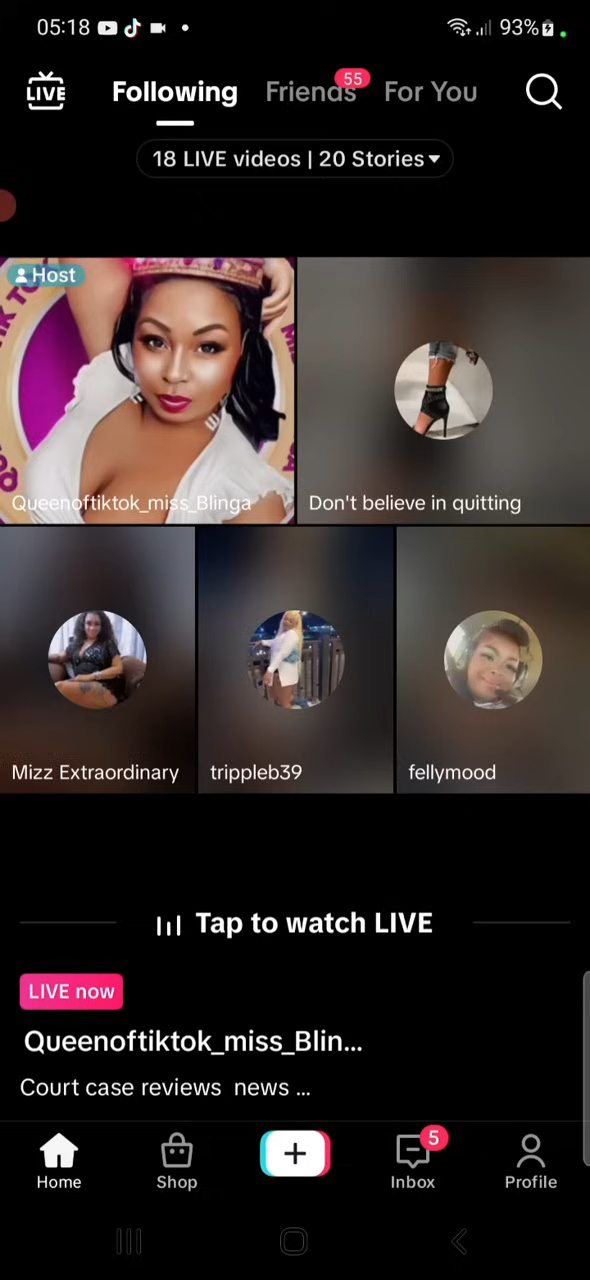 05:18
93%
LIVE
Following
Friends
55
For You
18 LIVE videos | 20 Stories
Host
Queenoftiktok_miss_Blinga
Don't believe in quitting
Mizz Extraordinary
trippleb39
fellymood
Tap to watch LIVE
LIVE now
Queenoftiktok_miss_Blin...
Court case reviews news ...
5
Home
Shop
Inbox
Profile